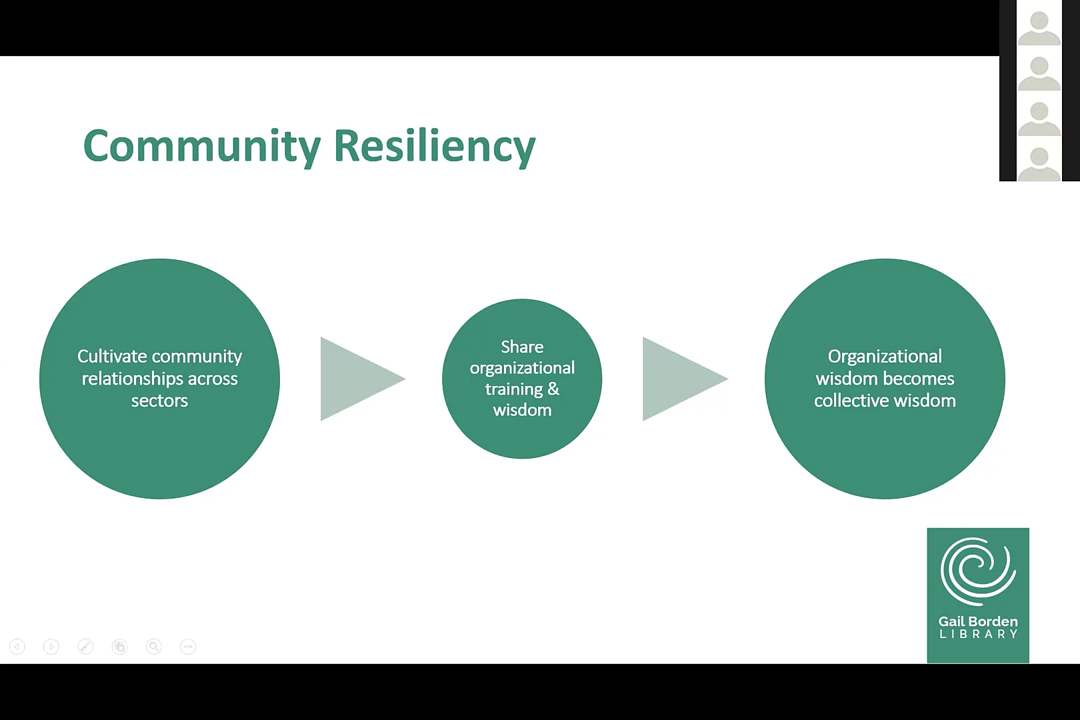 Community Resiliency
Cultivate community
relationships across
sectors
Share
organizational
training &
wisdom
Organizational
wisdom becomes
collective wisdom
Gail Borden
LIBRARY